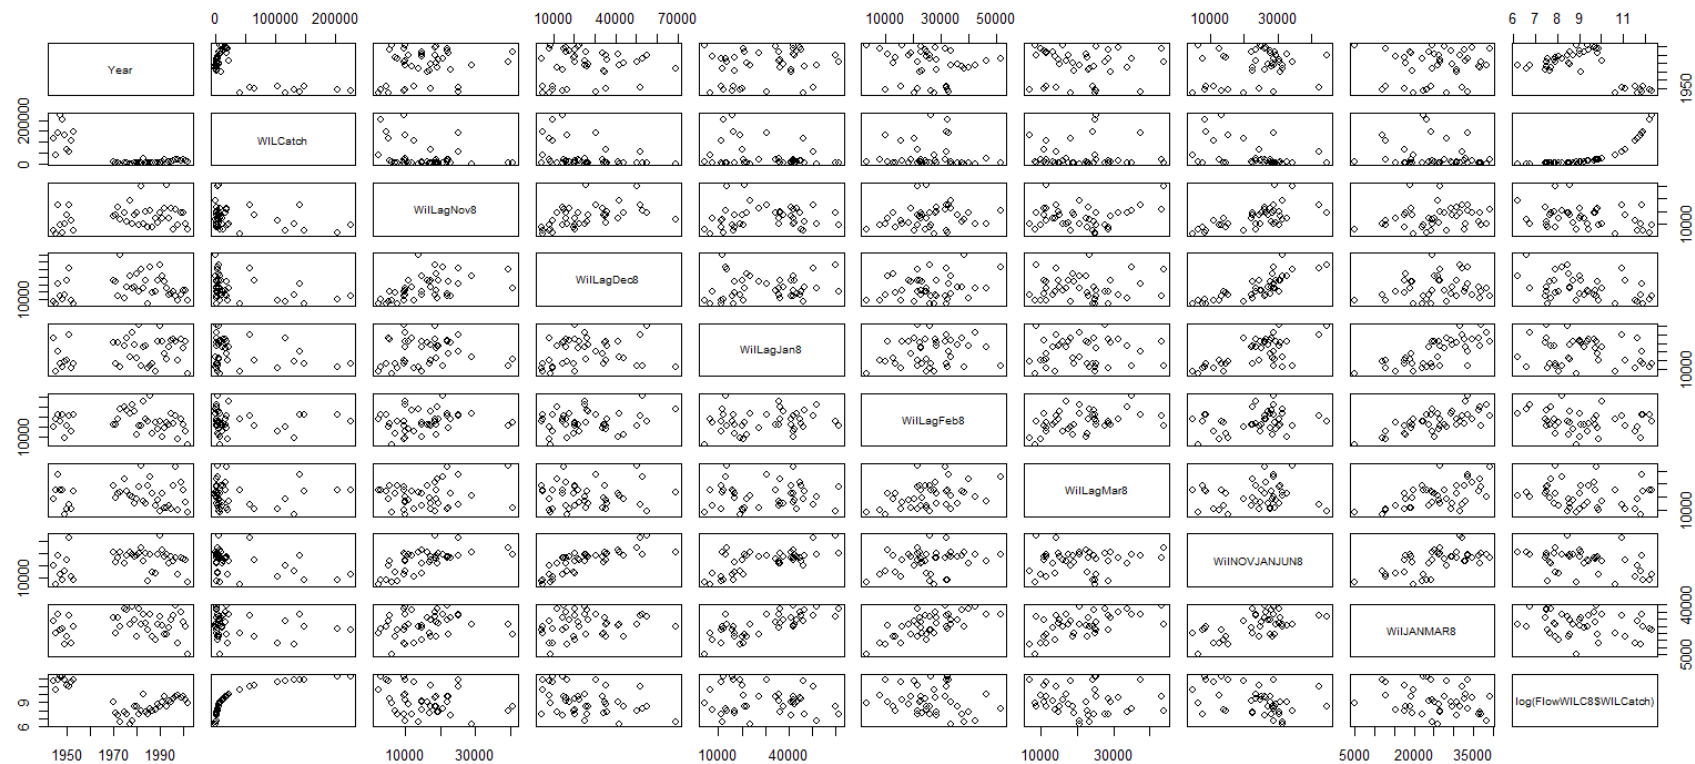 0 100000 200000 10000 40000 70000 10000 30000 50000 10000 30000 6 7 8 9 11
Year
1950
0 200000
WILCatch
WilLagNov8
10000
10000
WilLagDec8
WilLagJan8
10000
10000
WilLagFeb8
WilLagMar8
10000
10000
WilNOVJANJUN8
WilJANMAR8
5000 40000
6 9
log(FlowWILC8$WILCatch)
1950 1970 1990 10000 30000 10000 40000 10000 30000 5000 20000 35000